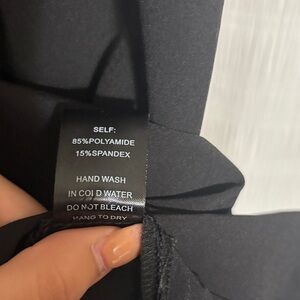 SELF:
85%POLYAMIDE
15%SPANDEX
HAND WASH
IN COLD WATER
DO NOT BLEACH
HANG TO DRY